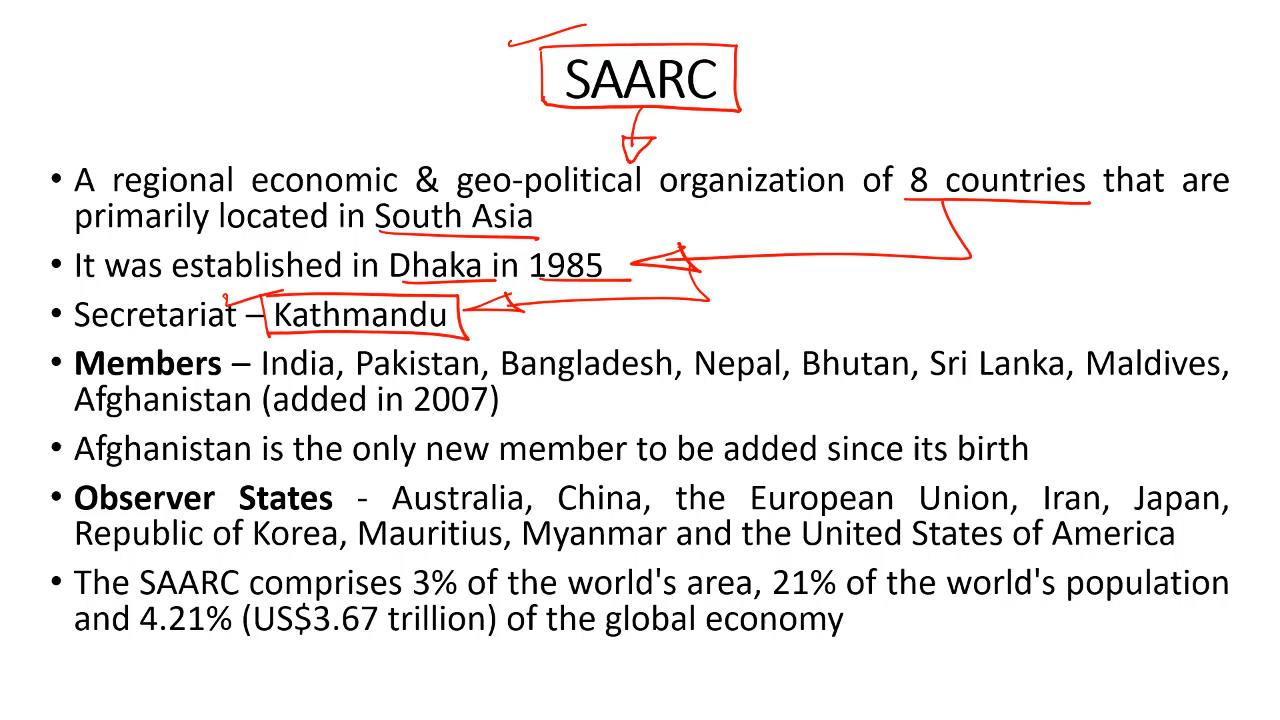 SAARC
• A regional economic & geo-political organization of 8 countries that are
primarily located in South Asia
• It was established in Dhaka in 1985
• Secretariat – Kathmandu
• Members – India, Pakistan, Bangladesh, Nepal, Bhutan, Sri Lanka, Maldives,
Afghanistan (added in 2007)
• Afghanistan is the only new member to be added since its birth
• Observer States - Australia, China, the European Union, Iran, Japan,
Republic of Korea, Mauritius, Myanmar and the United States of America
• The SAARC comprises 3% of the world's area, 21% of the world's population
and 4.21% (US$3.67 trillion) of the global economy